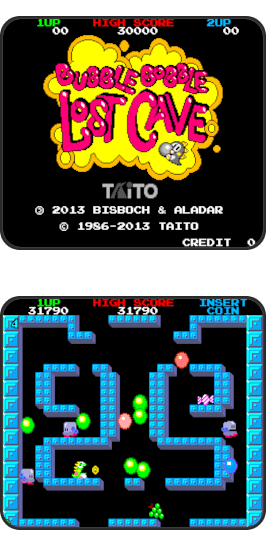 1UP HIGH SCORE 2UP
00 30000 00
BUBBLE BOBBLE
LOST CAVE
TAITO
© 2013 BISBOCH & ALADAR
© 1986-2013 TAITO
CREDIT 0
1UP HIGH SCORE INSERT
31790 31790 COIN